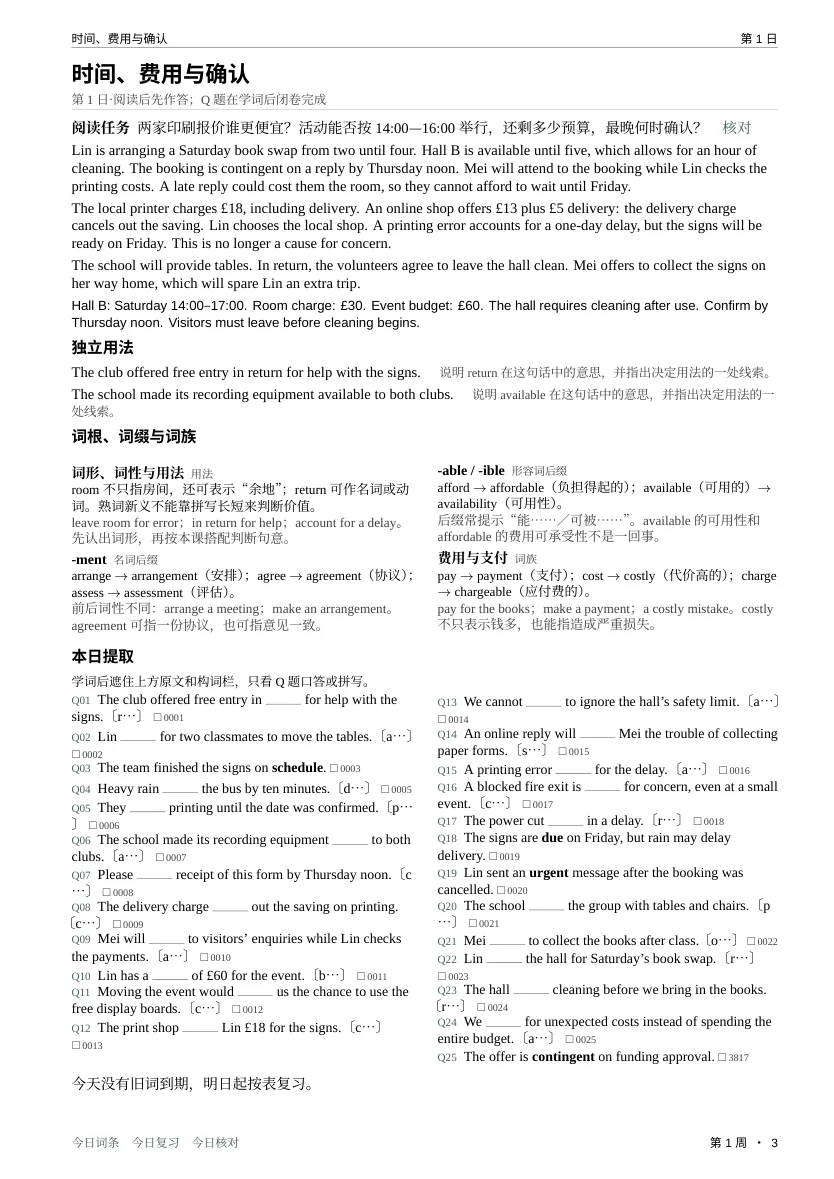 时间、费用与确认 第 1 日
时间、费用与确认
第 1 日·阅读后先作答；Q 题在学词后闭卷完成
阅读任务 两家印刷报价谁更便宜？活动能否按 14:00—16:00 举行，还剩多少预算，最晚何时确认？ 核对
Lin is arranging a Saturday book swap from two until four. Hall B is available until five, which allows for an hour of
cleaning. The booking is contingent on a reply by Thursday noon. Mei will attend to the booking while Lin checks the
printing costs. A late reply could cost them the room, so they cannot afford to wait until Friday.
The local printer charges £18, including delivery. An online shop offers £13 plus £5 delivery: the delivery charge
cancels out the saving. Lin chooses the local shop. A printing error accounts for a one-day delay, but the signs will be
ready on Friday. This is no longer a cause for concern.
The school will provide tables. In return, the volunteers agree to leave the hall clean. Mei offers to collect the signs on
her way home, which will spare Lin an extra trip.
Hall B: Saturday 14:00–17:00. Room charge: £30. Event budget: £60. The hall requires cleaning after use. Confirm by
Thursday noon. Visitors must leave before cleaning begins.
独立用法
The club offered free entry in return for help with the signs. 说明 return 在这句话中的意思，并指出决定用法的一处线索。
The school made its recording equipment available to both clubs. 说明 available 在这句话中的意思，并指出决定用法的一
处线索。
词根、词缀与词族
词形、词性与用法 用法
room 不只指房间，还可表示“余地”；return 可作名词或动
词。熟词新义不能靠拼写长短来判断价值。
leave room for error；in return for help；account for a delay。
先认出词形，再按本课搭配判断句意。
-ment 名词后缀
arrange → arrangement（安排）；agree → agreement（协议）；
assess → assessment（评估）。
前后词性不同：arrange a meeting；make an arrangement。
agreement 可指一份协议，也可指意见一致。
-able / -ible 形容词后缀
afford → affordable（负担得起的）；available（可用的）→
availability（可用性）。
后缀常提示“能……／可被……”。available 的可用性和
affordable 的费用可承受性不是一回事。
费用与支付 词族
pay → payment（支付）；cost → costly（代价高的）；charge
→ chargeable（应付费的）。
pay for the books；make a payment；a costly mistake。costly
不只表示钱多，也能指造成严重损失。
本日提取
学词后遮住上方原文和构词栏，只看 Q 题口答或拼写。
Q01 The club offered free entry in _____ for help with the
signs.〔r…〕 □ 0001
Q02 Lin _____ for two classmates to move the tables.〔a…〕
□ 0002
Q03 The team finished the signs on schedule. □ 0003
Q04 Heavy rain _____ the bus by ten minutes.〔d…〕 □ 0005
Q05 They _____ printing until the date was confirmed.〔p…
〕 □ 0006
Q06 The school made its recording equipment _____ to both
clubs.〔a…〕 □ 0007
Q07 Please _____ receipt of this form by Thursday noon.〔c
…〕 □ 0008
Q08 The delivery charge _____ out the saving on printing.
〔c…〕 □ 0009
Q09 Mei will _____ to visitors’ enquiries while Lin checks
the payments.〔a…〕 □ 0010
Q10 Lin has a _____ of £60 for the event.〔b…〕 □ 0011
Q11 Moving the event would _____ us the chance to use the
free display boards.〔c…〕 □ 0012
Q12 The print shop _____ Lin £18 for the signs.〔c…〕
□ 0013
Q13 We cannot _____ to ignore the hall’s safety limit.〔a…〕
□ 0014
Q14 An online reply will _____ Mei the trouble of collecting
paper forms.〔s…〕 □ 0015
Q15 A printing error _____ for the delay.〔a…〕 □ 0016
Q16 A blocked fire exit is _____ for concern, even at a small
event.〔c…〕 □ 0017
Q17 The power cut _____ in a delay.〔r…〕 □ 0018
Q18 The signs are due on Friday, but rain may delay
delivery. □ 0019
Q19 Lin sent an urgent message after the booking was
cancelled. □ 0020
Q20 The school _____ the group with tables and chairs.〔p
…〕 □ 0021
Q21 Mei _____ to collect the books after class.〔o…〕 □ 0022
Q22 Lin _____ the hall for Saturday’s book swap.〔r…〕
□ 0023
Q23 The hall _____ cleaning before we bring in the books.
〔r…〕 □ 0024
Q24 We _____ for unexpected costs instead of spending the
entire budget.〔a…〕 □ 0025
Q25 The offer is contingent on funding approval. □ 3817
今天没有旧词到期，明日起按表复习。
今日词条 今日复习 今日核对 第 1 周 · 3